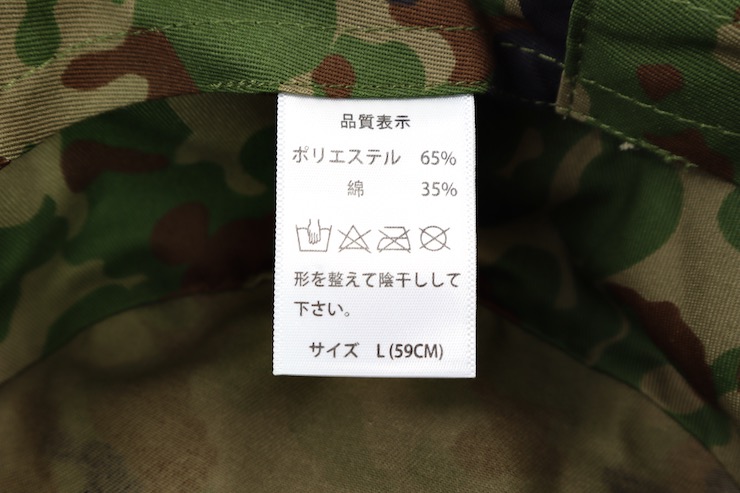 品質表示
ポリエステル 65%
綿 35%
形を整えて陰干しして
下さい。
サイズ L (59CM)